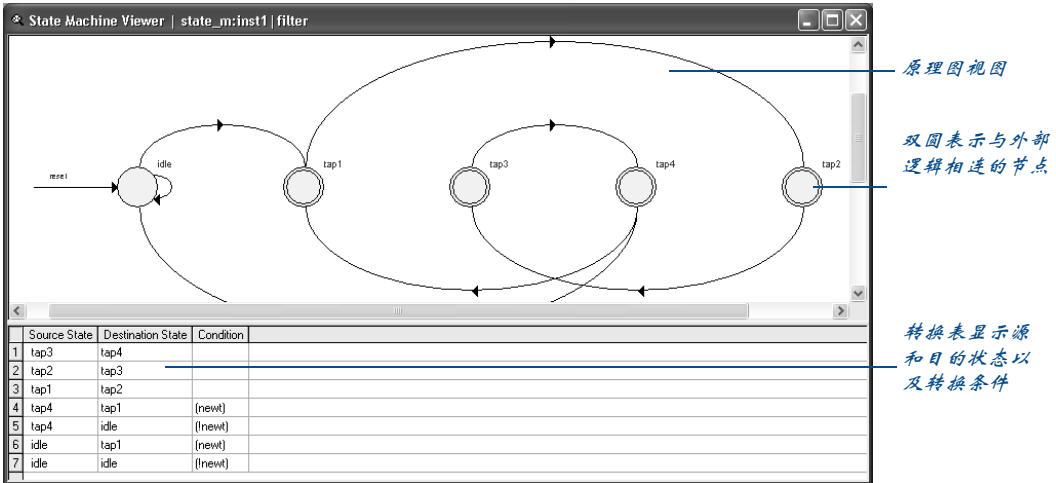 State Machine Viewer | state_m:inst1|filter
原理图视图
双圆表示与外部
逻辑相连的节点
reset
idle
tap1
tap3
tap4
tap2
Source State Destination State Condition
1 tap3 tap4
2 tap2 tap3
3 tap1 tap2
4 tap4 tap1 (newt)
5 tap4 idle (!newt)
6 idle tap1 (newt)
7 idle idle (!newt)
转换表显示源
和目的状态以
及转换条件